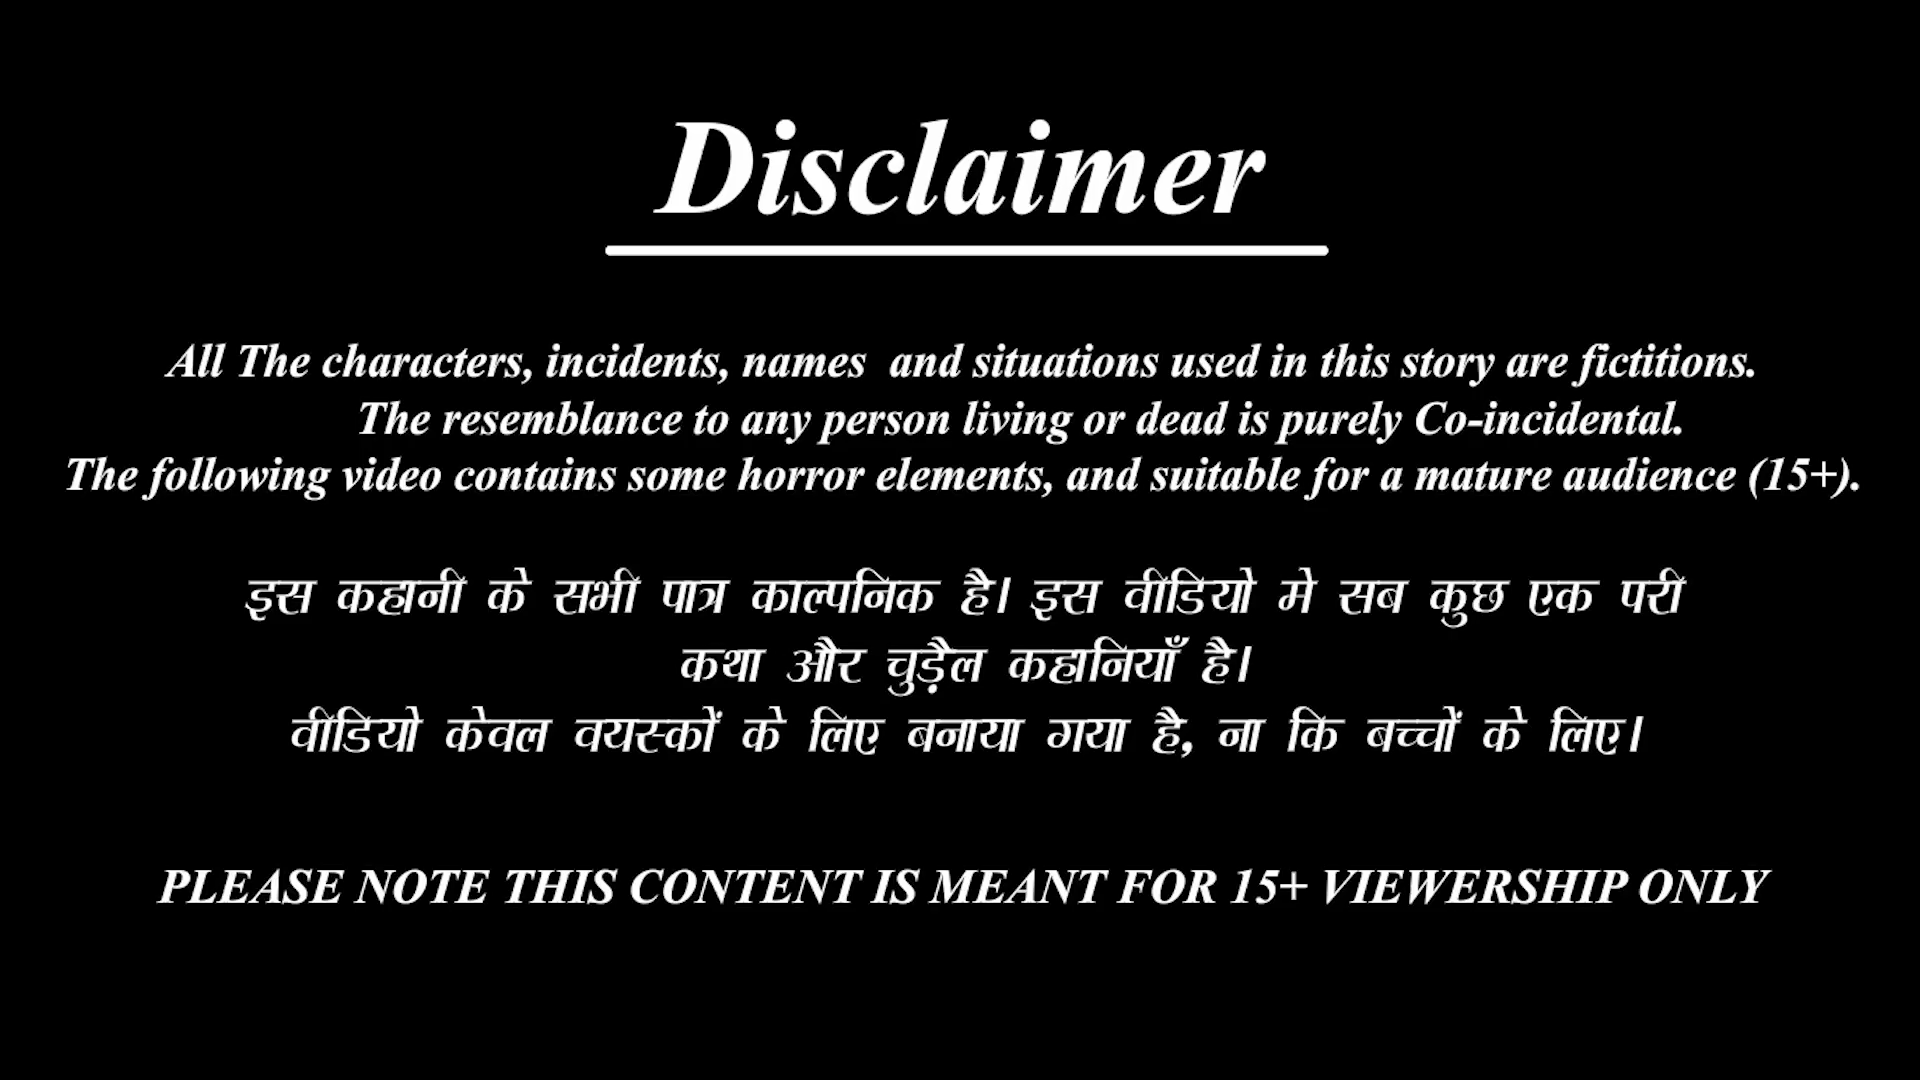 Disclaimer
All The characters, incidents, names  and situations used in this story are fictitions.
The resemblance to any person living or dead is purely Co-incidental.
The following video contains some horror elements, and suitable for a mature audience (15+).
इस कहानी के सभी पात्र काल्पनिक है। इस वीडियो मे सब कुछ एक परी
कथा और चुड़ैल कहानियाँ है।
वीडियो केवल वयस्कों के लिए बनाया गया है, ना कि बच्चों के लिए।
PLEASE NOTE THIS CONTENT IS MEANT FOR 15+ VIEWERSHIP ONLY